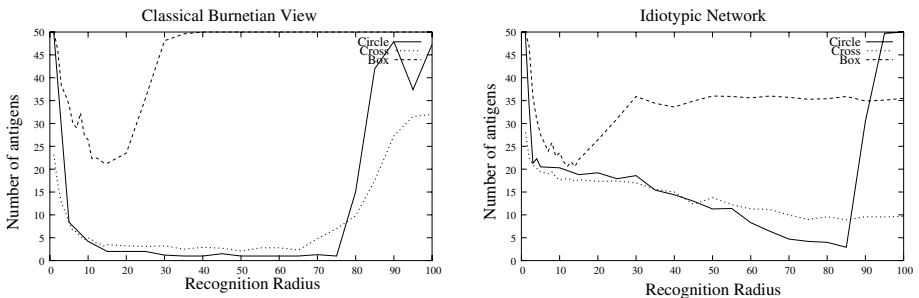 Classical Burnetian View
Number of antigens
50
45
40
35
30
25
20
15
10
5
0
0 10 20 30 40 50 60 70 80 90 100
Recognition Radius
Circle
Cross
Box
Idiotypic Network
Number of antigens
50
45
40
35
30
25
20
15
10
5
0
0 10 20 30 40 50 60 70 80 90 100
Recognition Radius
Circle
Cross
Box